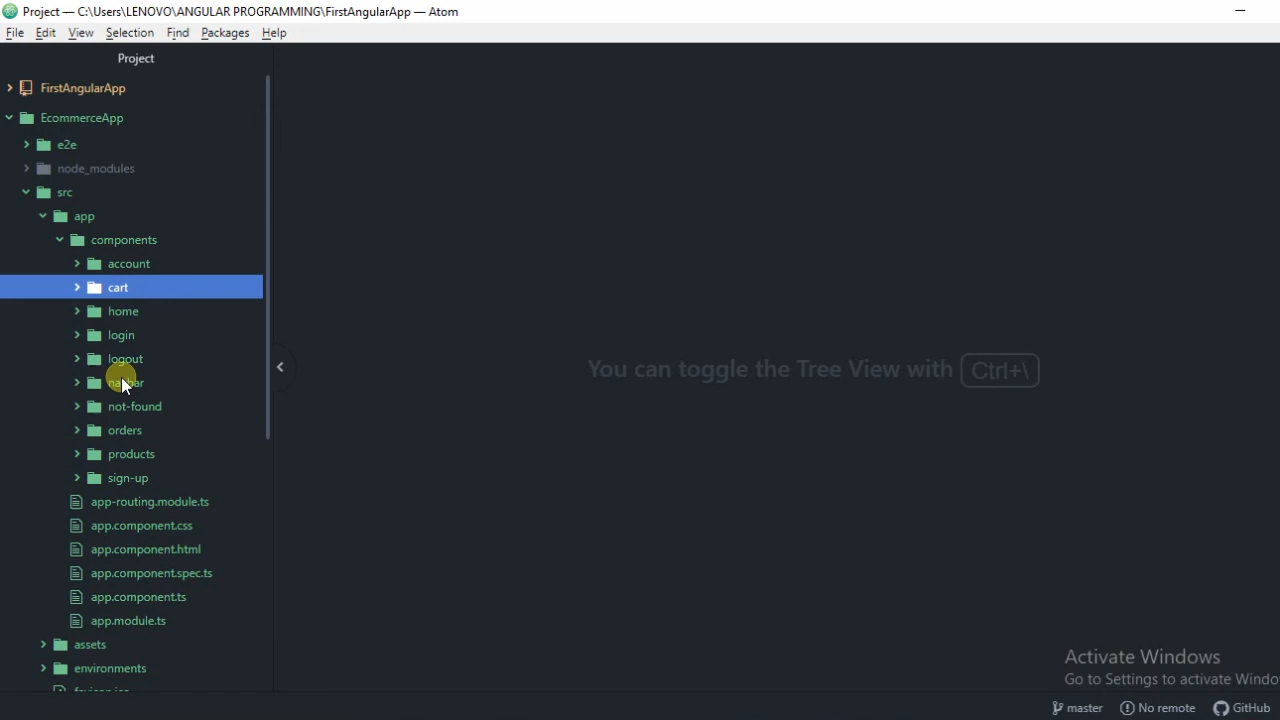 Project — C:\Users\LENOVO\ANGULAR PROGRAMMING\FirstAngularApp — Atom
File Edit View Selection Find Packages Help
Project
FirstAngularApp
EcommerceApp
e2e
node_modules
src
app
components
account
cart
home
login
logout
navbar
not-found
orders
products
sign-up
app-routing.module.ts
app.component.css
app.component.html
app.component.spec.ts
app.component.ts
app.module.ts
assets
environments
You can toggle the Tree View with Ctrl+\
Activate Windows
Go to Settings to activate Windo
master No remote GitHub